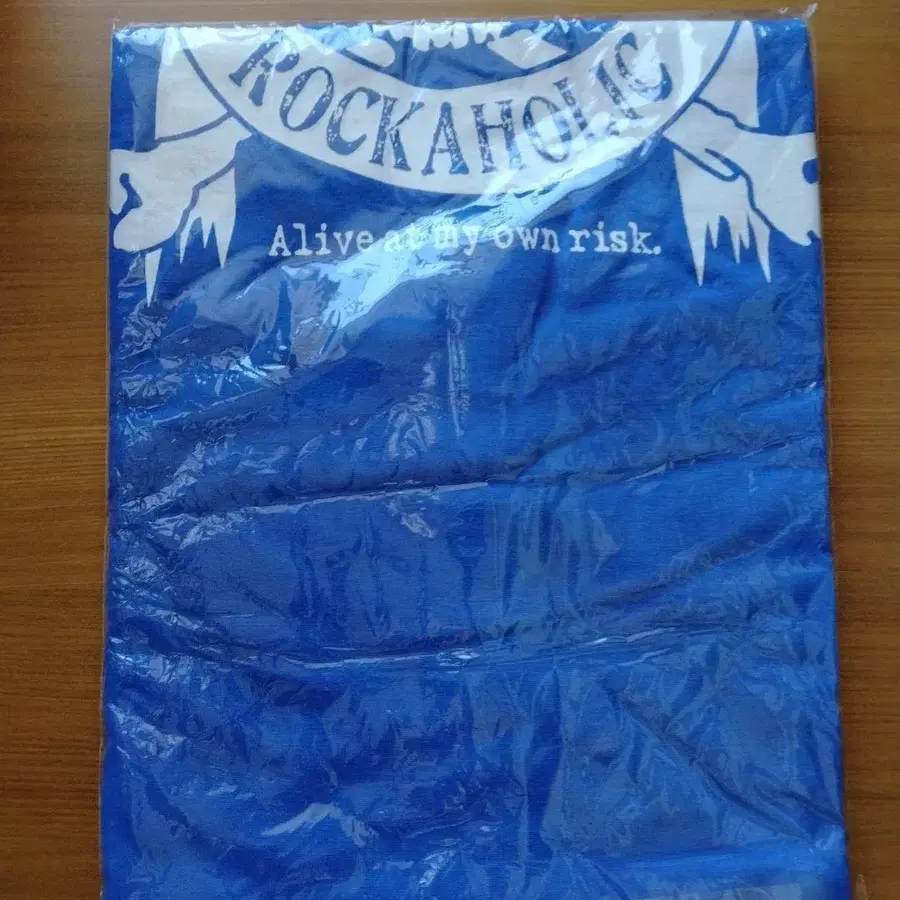 ROCKAHOLIC
Alive at my own risk.